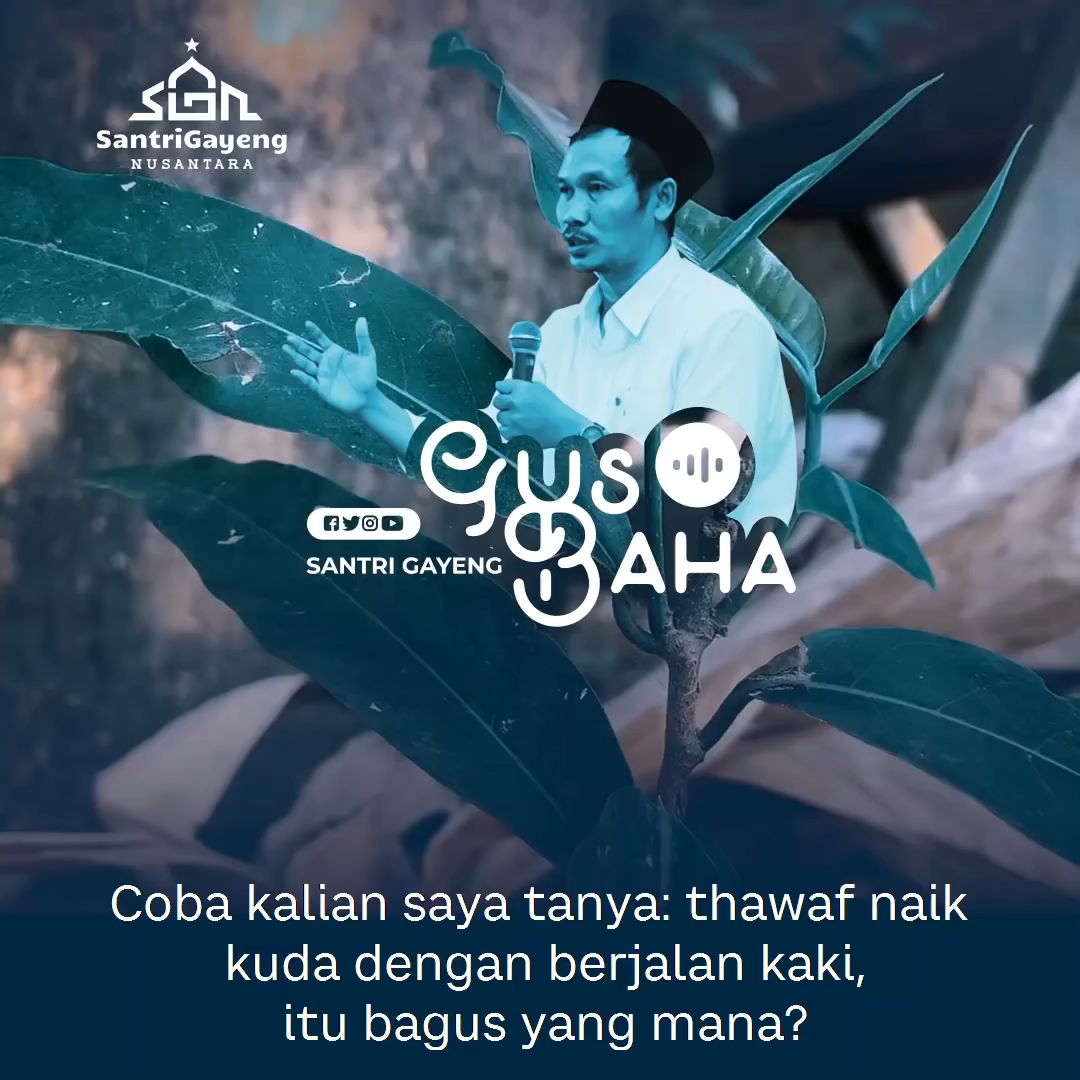 SIGN
SantriGayeng
NUSANTARA
Gus
BAHA
SANTRI GAYENG
Coba kalian saya tanya: thawaf naik
kuda dengan berjalan kaki,
itu bagus yang mana?